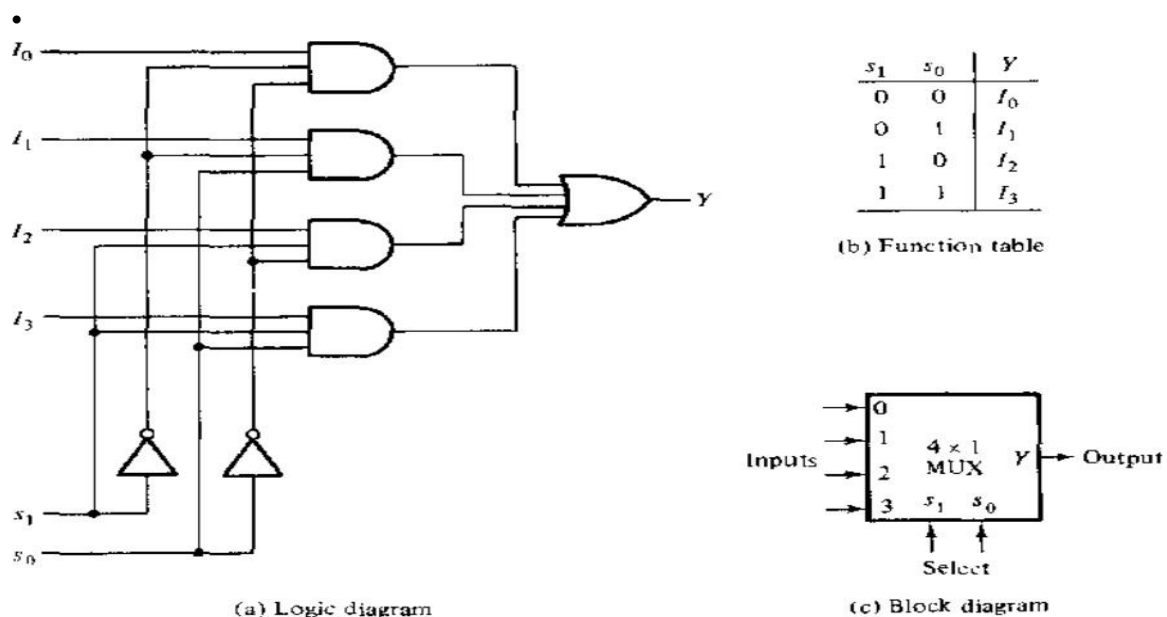 •
I₀
I₁
I₂
I₃
s₁
s₀
Y
(a) Logic diagram
s₁ s₀ Y
0 0 I₀
0 1 I₁
1 0 I₂
1 1 I₃
(b) Function table
0
1
2
3
Inputs
4 × 1
MUX
Y
Output
s₁ s₀
Select
(c) Block diagram